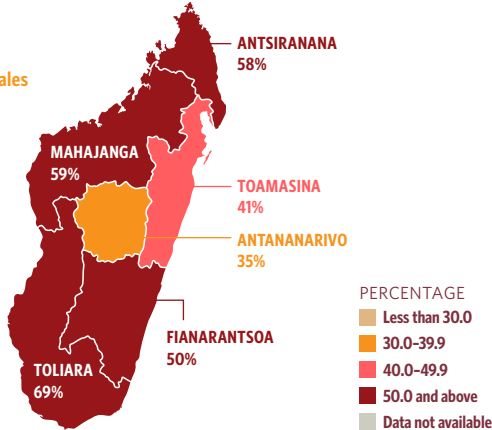 ANTSIRANANA
58%
ales
MAHAJANGA
59%
TOAMASINA
41%
ANTANANARIVO
35%
FIANARANTSOA
50%
TOLIARA
69%
PERCENTAGE
Less than 30.0
30.0–39.9
40.0–49.9
50.0 and above
Data not available